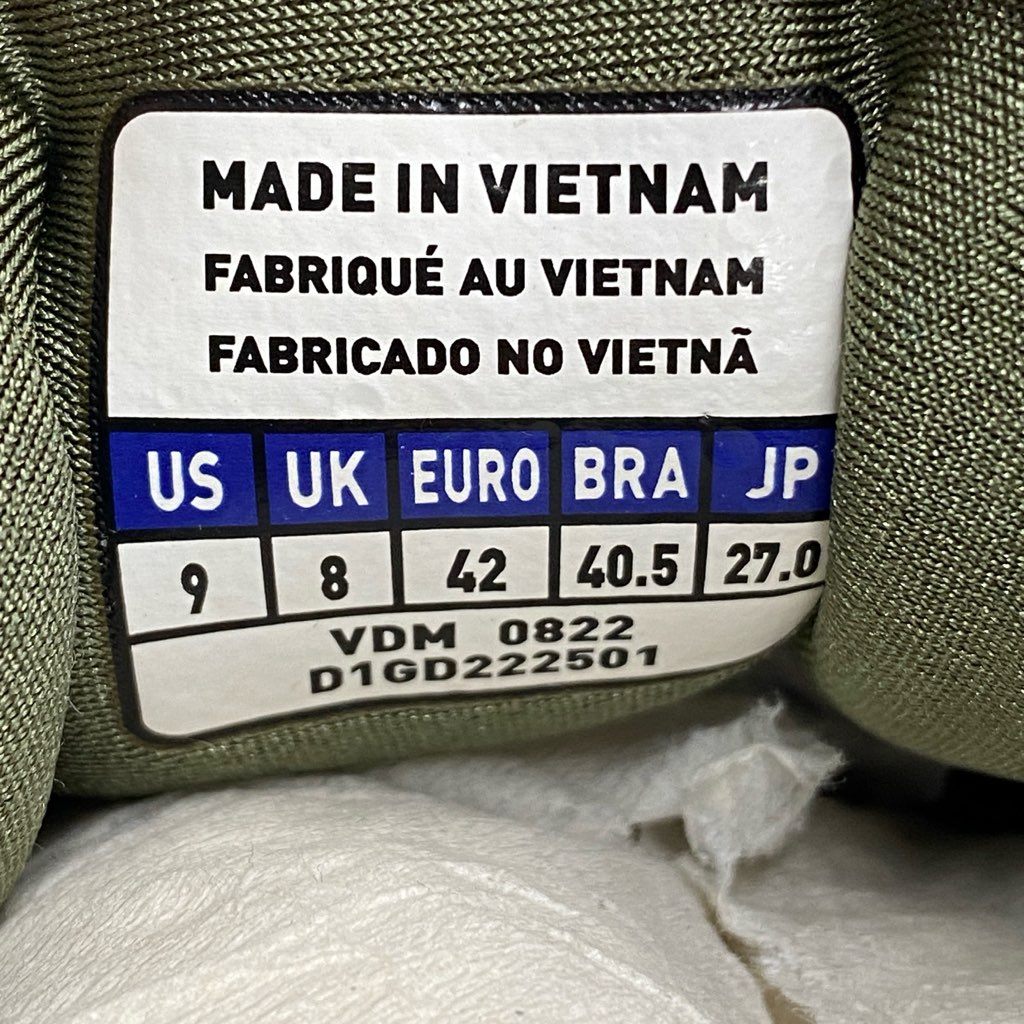 MADE IN VIETNAM
FABRIQUÉ AU VIETNAM
FABRICADO NO VIETNÃ
US UK EURO BRA JP
9 8 42 40.5 27.0
VDM 0822
D1GD222501